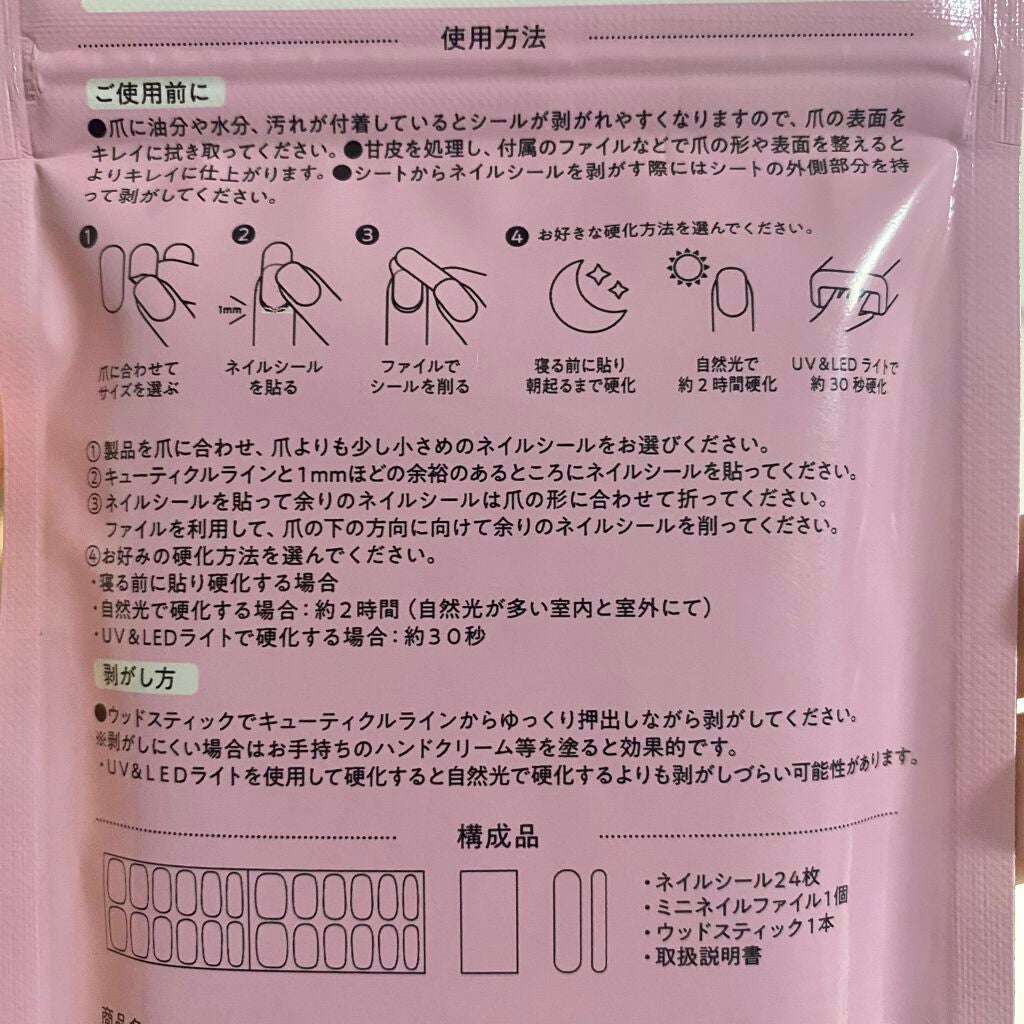 使用方法
ご使用前に
●爪に油分や水分、汚れが付着しているとシールが剥がれやすくなりますので、爪の表面を
キレイに拭き取ってください。●甘皮を処理し、付属のファイルなどで爪の形や表面を整えると
よりキレイに仕上がります。●シートからネイルシールを剥がす際にはシートの外側部分を持
って剥がしてください。
❶ ❷ ❸ ❹ お好きな硬化方法を選んでください。
1mm
爪に合わせて
サイズを選ぶ
ネイルシール
を貼る
ファイルで
シールを削る
寝る前に貼り
朝起るまで硬化
自然光で
約2時間硬化
UV&LEDライトで
約30秒硬化
①製品を爪に合わせ、爪よりも少し小さめのネイルシールをお選びください。
②キューティクルラインと1mmほどの余裕のあるところにネイルシールを貼ってください。
③ネイルシールを貼って余りのネイルシールは爪の形に合わせて折ってください。
ファイルを利用して、爪の下の方向に向けて余りのネイルシールを削ってください。
④お好みの硬化方法を選んでください。
・寝る前に貼り硬化する場合
・自然光で硬化する場合：約2時間（自然光が多い室内と室外にて）
・UV&LEDライトで硬化する場合：約30秒
剥がし方
●ウッドスティックでキューティクルラインからゆっくり押出しながら剥がしてください。
※剥がしにくい場合はお手持ちのハンドクリーム等を塗ると効果的です。
・UV&LEDライトを使用して硬化すると自然光で硬化するよりも剥がしづらい可能性があります。
構成品
・ネイルシール24枚
・ミニネイルファイル1個
・ウッドスティック1本
・取扱説明書